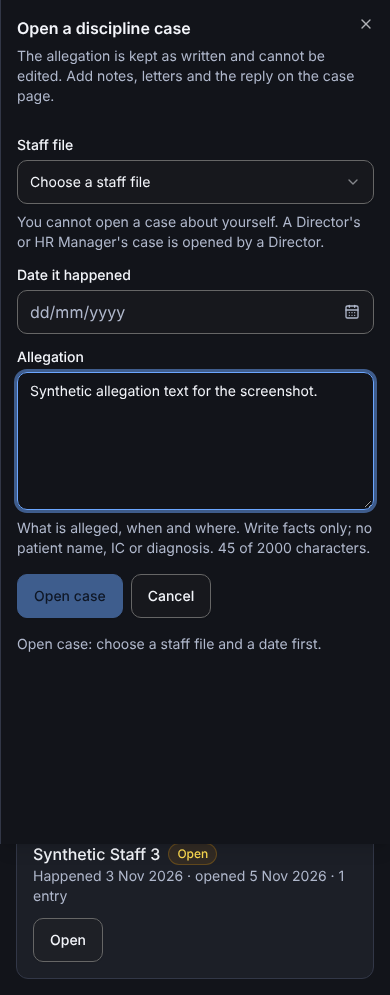 Open a discipline case
The allegation is kept as written and cannot be
edited. Add notes, letters and the reply on the case
page.
Staff file
Choose a staff file
You cannot open a case about yourself. A Director's
or HR Manager's case is opened by a Director.
Date it happened
dd/mm/yyyy
Allegation
Synthetic allegation text for the screenshot.
What is alleged, when and where. Write facts only; no
patient name, IC or diagnosis. 45 of 2000 characters.
Open case
Cancel
Open case: choose a staff file and a date first.
Synthetic Staff 3 Open
Happened 3 Nov 2026 · opened 5 Nov 2026 · 1
entry
Open